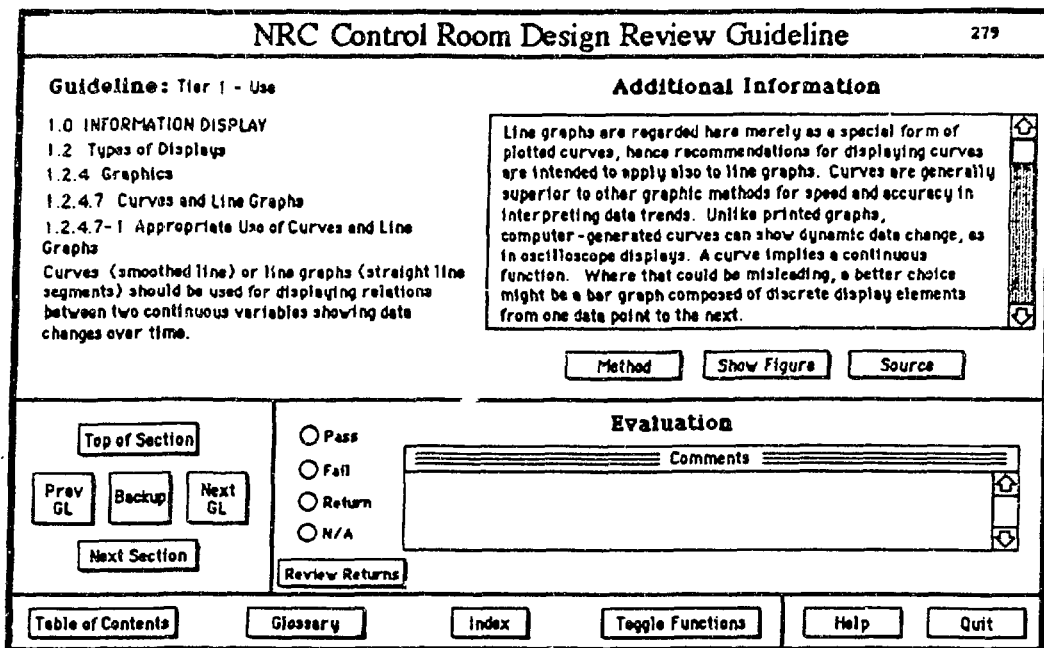 NRC Control Room Design Review Guideline 279
Guideline: Tier 1 - Use
1.0 INFORMATION DISPLAY
1.2 Types of Displays
1.2.4 Graphics
1.2.4.7 Curves and Line Graphs
1.2.4.7-1 Appropriate Use of Curves and Line
Graphs
Curves (smoothed line) or line graphs (straight line
segments) should be used for displaying relations
between two continuous variables showing data
changes over time.
Additional Information
Line graphs are regarded here merely as a special form of
plotted curves, hence recommendations for displaying curves
are intended to apply also to line graphs. Curves are generally
superior to other graphic methods for speed and accuracy in
interpreting data trends. Unlike printed graphs,
computer-generated curves can show dynamic data change, as
in oscilloscope displays. A curve implies a continuous
function. Where that could be misleading, a better choice
might be a bar graph composed of discrete display elements
from one data point to the next.
Method Show Figure Source
Top of Section
Prev
GL
Backup
Next
GL
Next Section
Evaluation
Pass
Fail
Return
N/A
Comments
Review Returns
Table of Contents Glossary Index Toggle Functions Help Quit